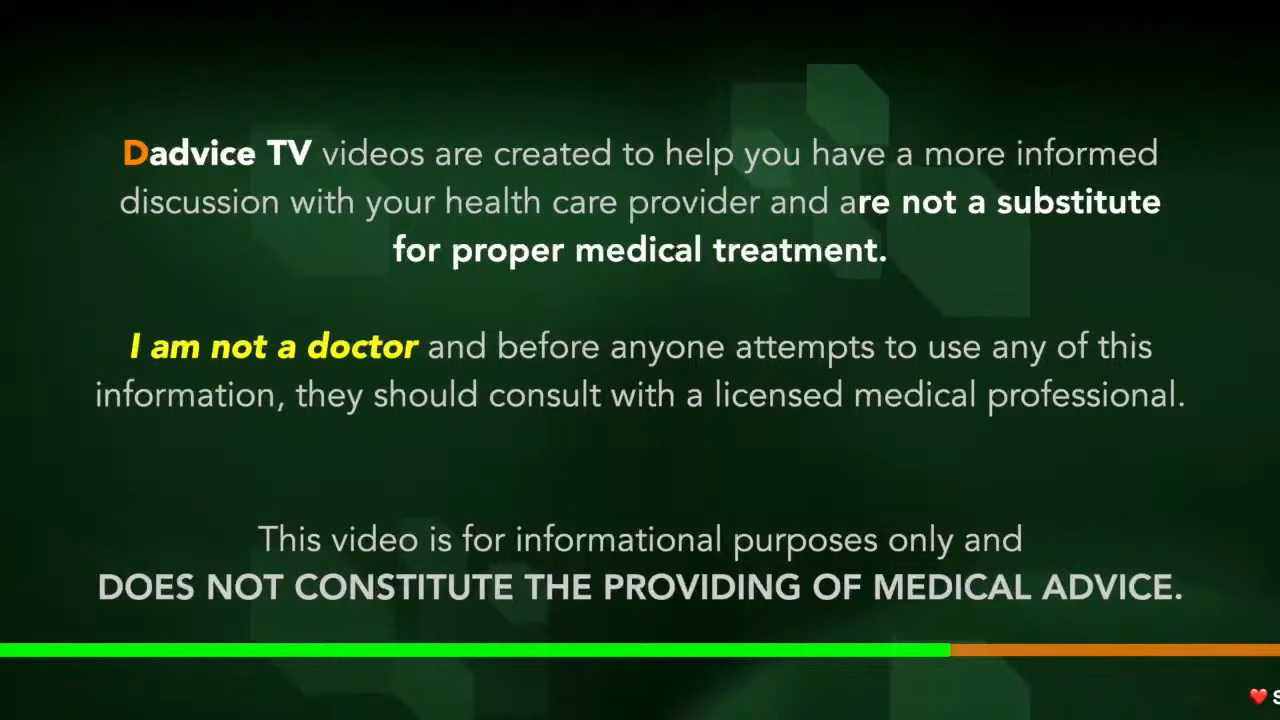 Dadvice TV videos are created to help you have a more informed
discussion with your health care provider and are not a substitute
for proper medical treatment.
I am not a doctor and before anyone attempts to use any of this
information, they should consult with a licensed medical professional.
This video is for informational purposes only and
DOES NOT CONSTITUTE THE PROVIDING OF MEDICAL ADVICE.